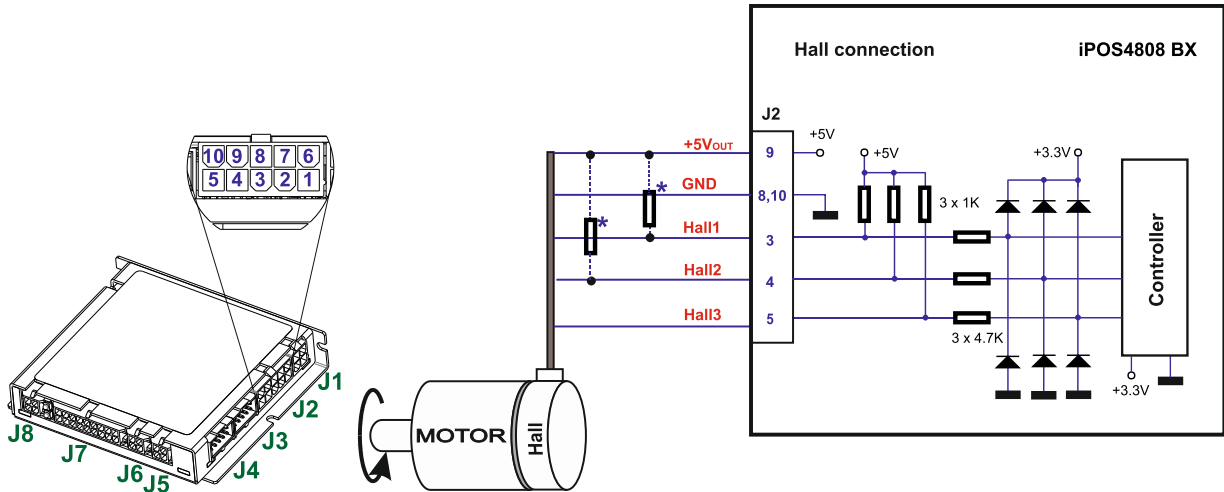 Hall connection
iPOS4808 BX
J2
+5VOUT
9
+5V
+5V
+3.3V
GND
*
8,10
3 x 1K
*
Hall1
3
Hall2
4
Hall3
5
3 x 4.7K
Controller
+3.3V
10 9 8 7 6
5 4 3 2 1
J1
J2
J3
J4
J8
J7
J6
J5
MOTOR
Hall